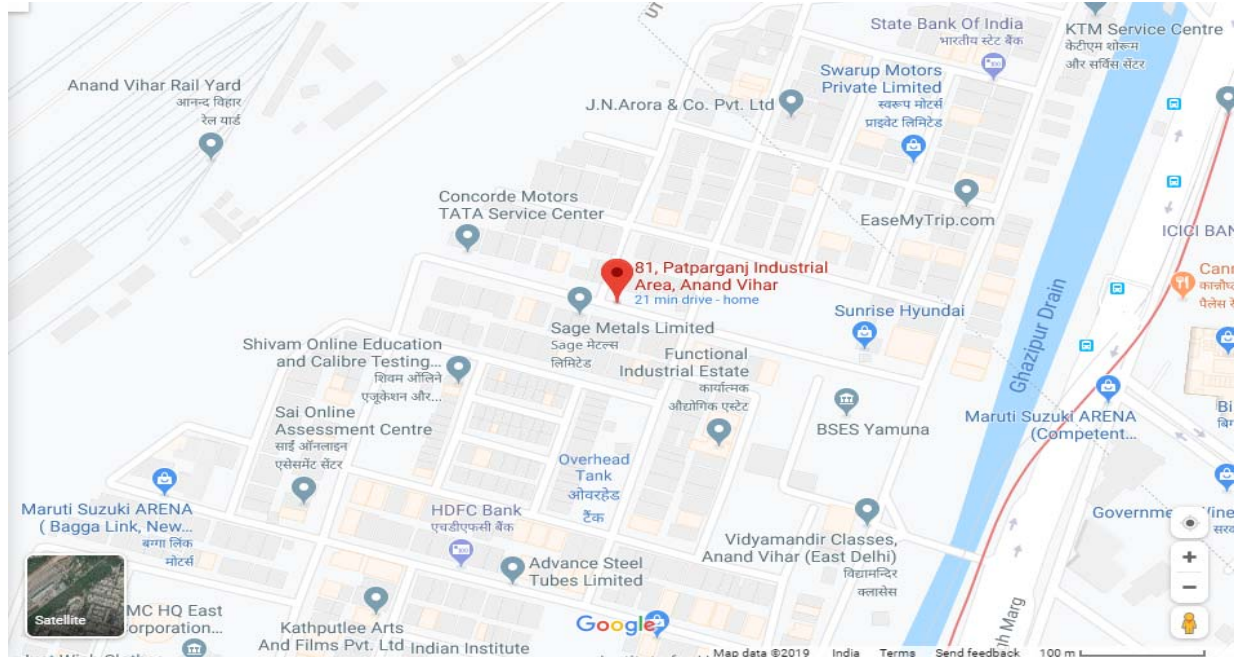 State Bank Of India
भारतीय स्टेट बैंक
KTM Service Centre
केटीएम शोरूम
और सर्विस सेंटर
Anand Vihar Rail Yard
आनन्द विहार
रेल यार्ड
Swarup Motors
Private Limited
स्वरूप मोटर्स
प्राइवेट लिमिटेड
J.N.Arora & Co. Pvt. Ltd
Concorde Motors
TATA Service Center
EaseMyTrip.com
ICICI BAN
81, Patparganj Industrial
Area, Anand Vihar
21 min drive - home
Sunrise Hyundai
Ghazipur Drain
Sage Metals Limited
Sage मेटल्स
लिमिटेड
Shivam Online Education
and Calibre Testing...
शिवम ऑलिने
एजूकेशन और...
Functional
Industrial Estate
कार्यात्मक
औद्योगिक एस्टेट
Sai Online
Assessment Centre
साई ऑनलाइन
एसेसमेंट सेंटर
BSES Yamuna
Maruti Suzuki ARENA
(Competent...
Overhead
Tank
ओवरहेड
टैंक
Maruti Suzuki ARENA
( Bagga Link, New...
बग्गा लिंक
मोटर्स
HDFC Bank
एचडीएफसी बैंक
Vidyamandir Classes,
Anand Vihar (East Delhi)
विद्यामन्दिर
क्लासेस
Advance Steel
Tubes Limited
Satellite
MC HQ East
orporation...
Kathputlee Arts
And Films Pvt. Ltd
Indian Institute
Google
Map data ©2019 India Terms Send feedback 100 m